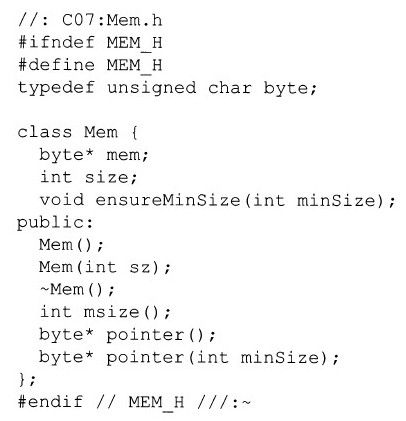 //: C07:Mem.h
#ifndef MEM_H
#define MEM_H
typedef unsigned char byte;

class Mem {
  byte* mem;
  int size;
  void ensureMinSize(int minSize);
public:
  Mem();
  Mem(int sz);
  ~Mem();
  int msize();
  byte* pointer();
  byte* pointer(int minSize);
};
#endif // MEM_H ///:~